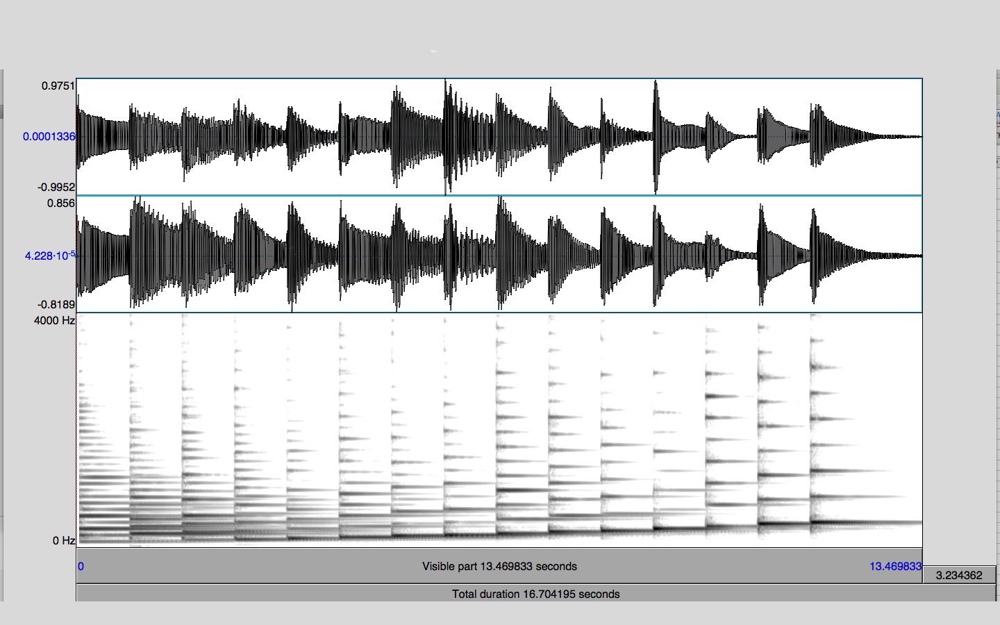 0.9751
0.0001336
-0.9952
0.856
4.228·10-5
-0.8189
4000 Hz
0 Hz
0 Visible part 13.469833 seconds 13.469833
3.234362
Total duration 16.704195 seconds